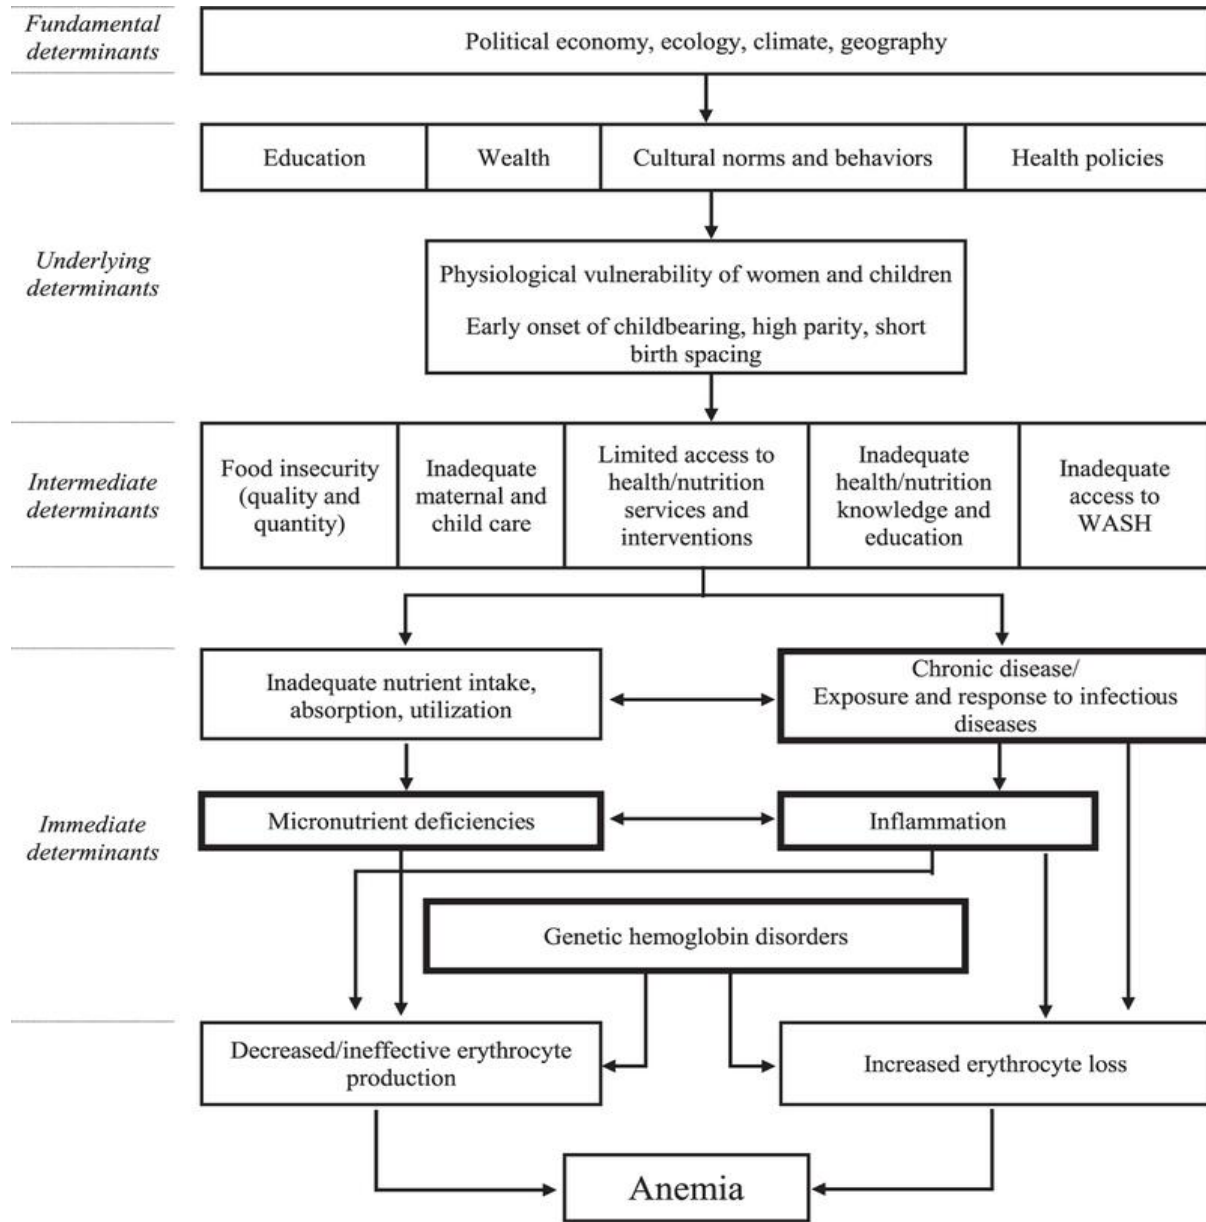 Fundamental
determinants
Political economy, ecology, climate, geography
Education
Wealth
Cultural norms and behaviors
Health policies
Underlying
determinants
Physiological vulnerability of women and children
Early onset of childbearing, high parity, short
birth spacing
Intermediate
determinants
Food insecurity
(quality and
quantity)
Inadequate
maternal and
child care
Limited access to
health/nutrition
services and
interventions
Inadequate
health/nutrition
knowledge and
education
Inadequate
access to
WASH
Inadequate nutrient intake,
absorption, utilization
Chronic disease/
Exposure and response to infectious
diseases
Immediate
determinants
Micronutrient deficiencies
Inflammation
Genetic hemoglobin disorders
Decreased/ineffective erythrocyte
production
Increased erythrocyte loss
Anemia